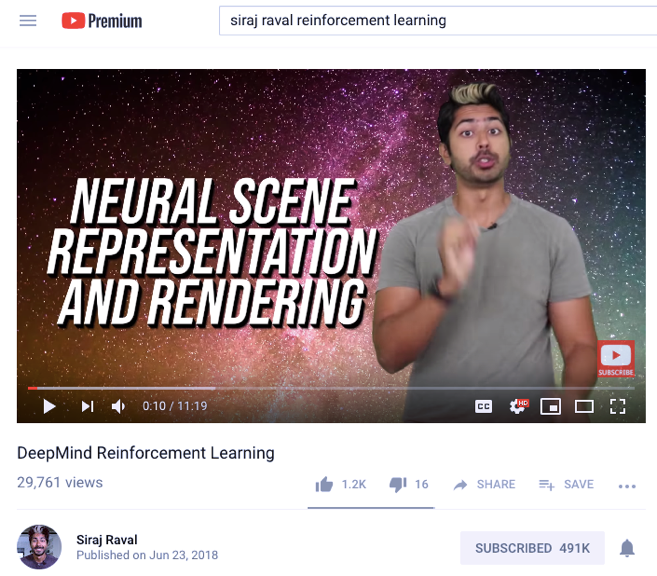 Premium
siraj raval reinforcement learning
NEURAL SCENE
REPRESENTATION
AND RENDERING
SUBSCRIBE
0:10 / 11:19
CC
HD
DeepMind Reinforcement Learning
29,761 views
1.2K
16
SHARE
SAVE
Siraj Raval
Published on Jun 23, 2018
SUBSCRIBED 491K